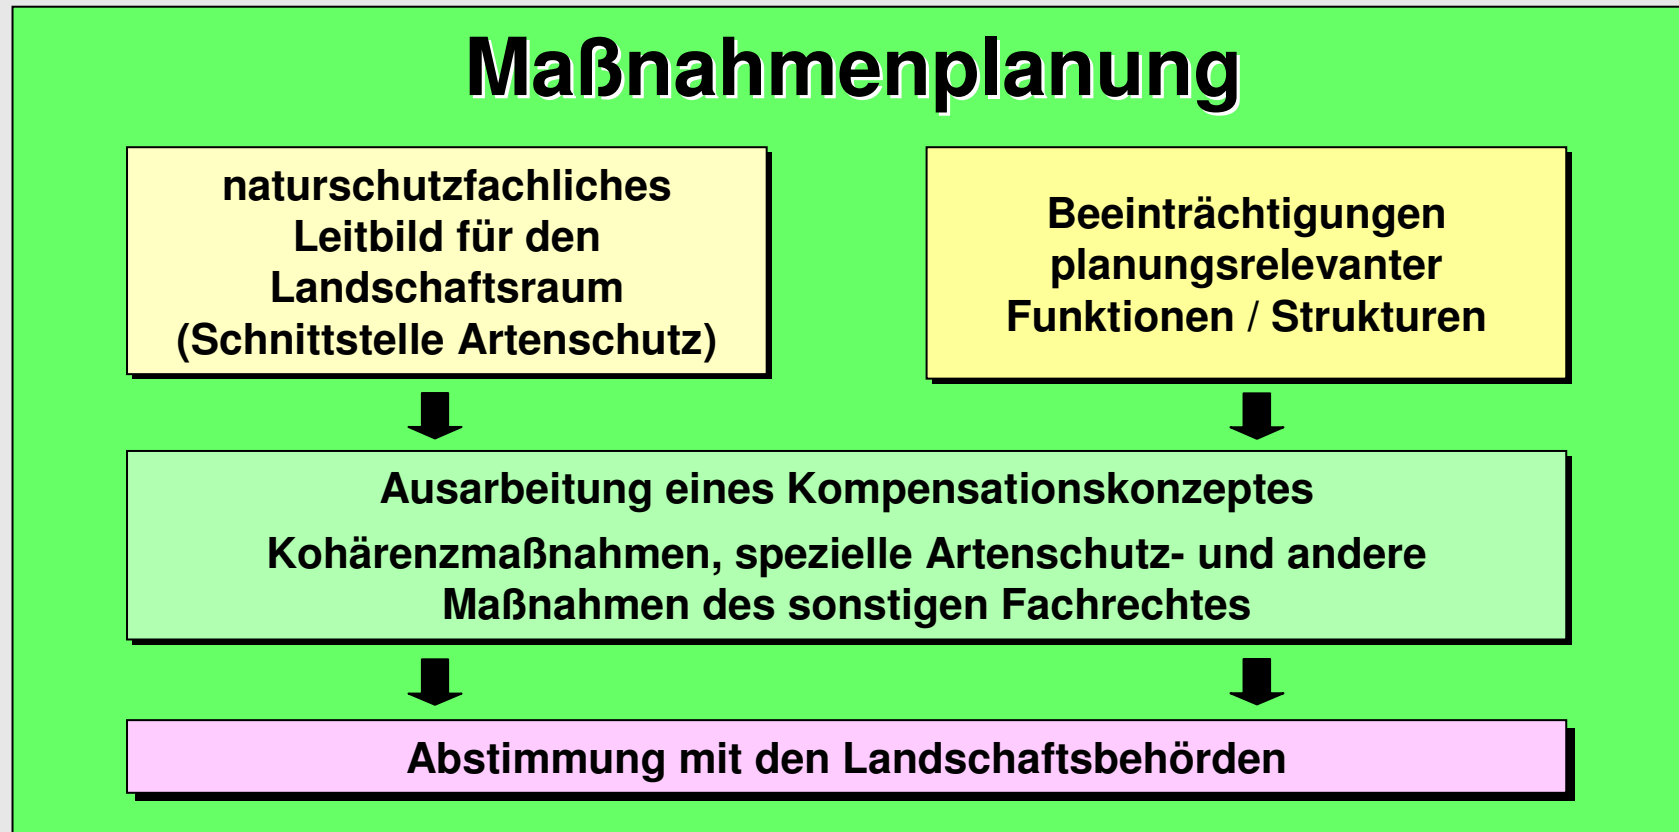 Maßnahmenplanung
naturschutzfachliches
Leitbild für den
Landschaftsraum
(Schnittstelle Artenschutz)
Beeinträchtigungen
planungsrelevanter
Funktionen / Strukturen
Ausarbeitung eines Kompensationskonzeptes
Kohärenzmaßnahmen, spezielle Artenschutz- und andere
Maßnahmen des sonstigen Fachrechtes
Abstimmung mit den Landschaftsbehörden